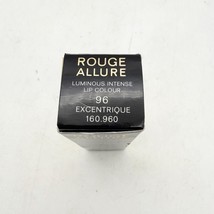 ROUGE
ALLURE
LUMINOUS INTENSE
LIP COLOUR
96
EXCENTRIQUE
160.960